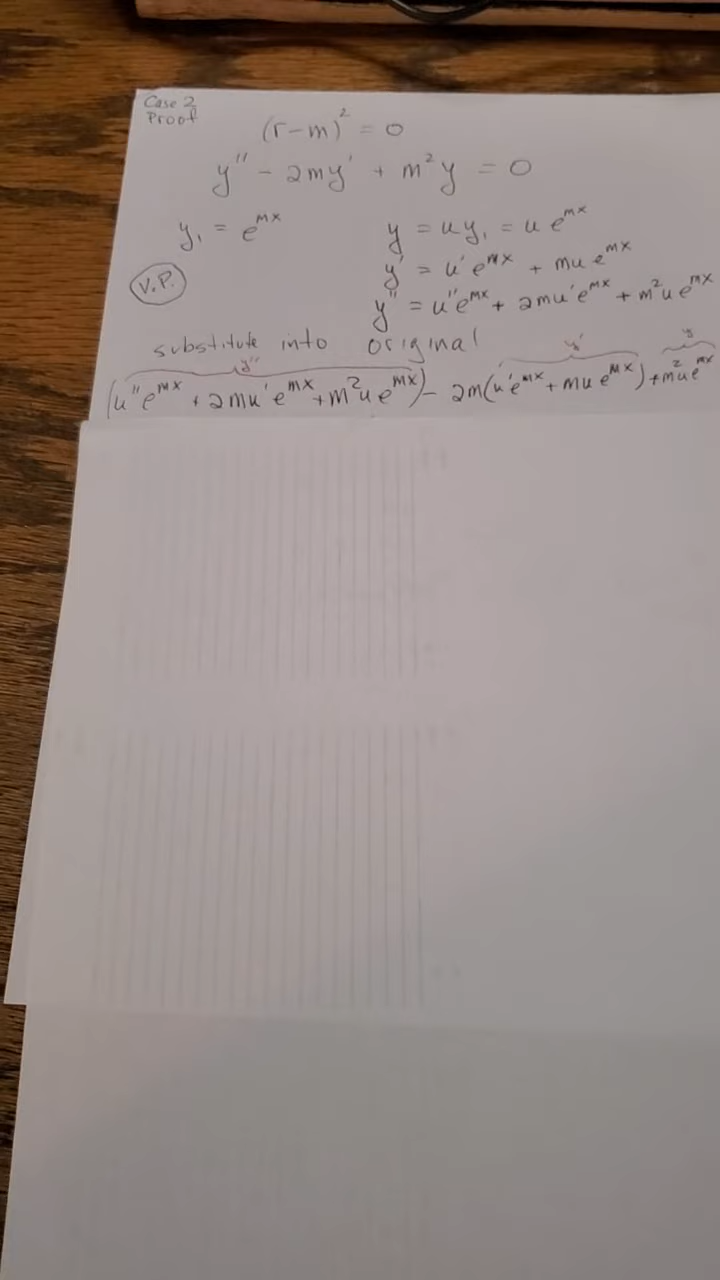 Case 2
Proof
(r-m)² = 0
y" - 2my' + m²y = 0
y₁ = e^mx
y = uy₁ = ue^mx
y' = u'e^mx + mue^mx
V.P.
y" = u"e^mx + 2mu'e^mx + m²ue^mx
substitute into original
y" y' y
(u"e^mx + 2mu'e^mx + m²ue^mx) - 2m(u'e^mx + mue^mx) + m²ue^mx